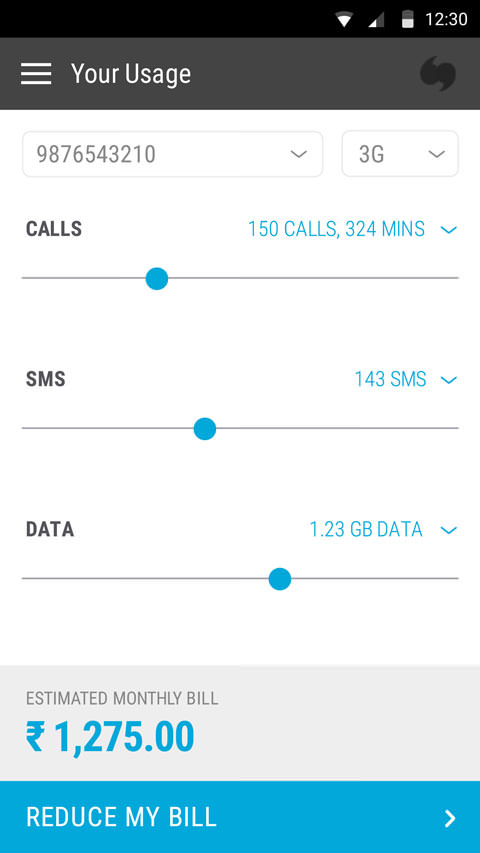 12:30
Your Usage
9876543210 3G
CALLS 150 CALLS, 324 MINS
SMS 143 SMS
DATA 1.23 GB DATA
ESTIMATED MONTHLY BILL
₹ 1,275.00
REDUCE MY BILL